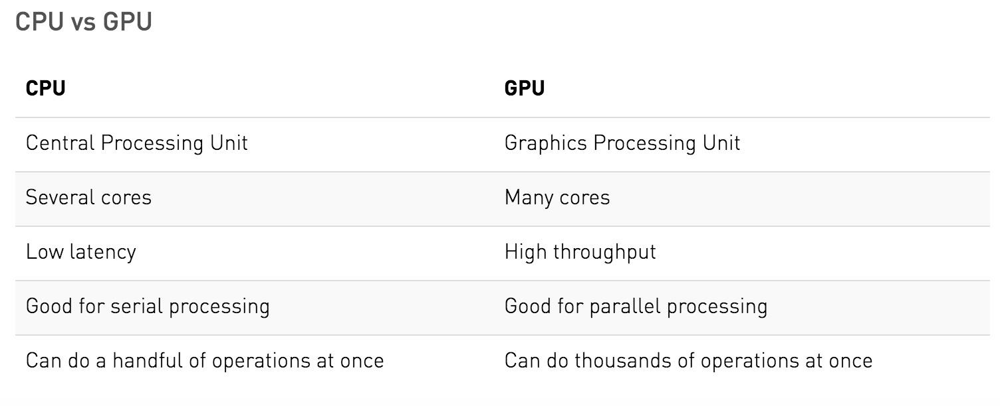 CPU vs GPU
CPU GPU
Central Processing Unit Graphics Processing Unit
Several cores Many cores
Low latency High throughput
Good for serial processing Good for parallel processing
Can do a handful of operations at once Can do thousands of operations at once